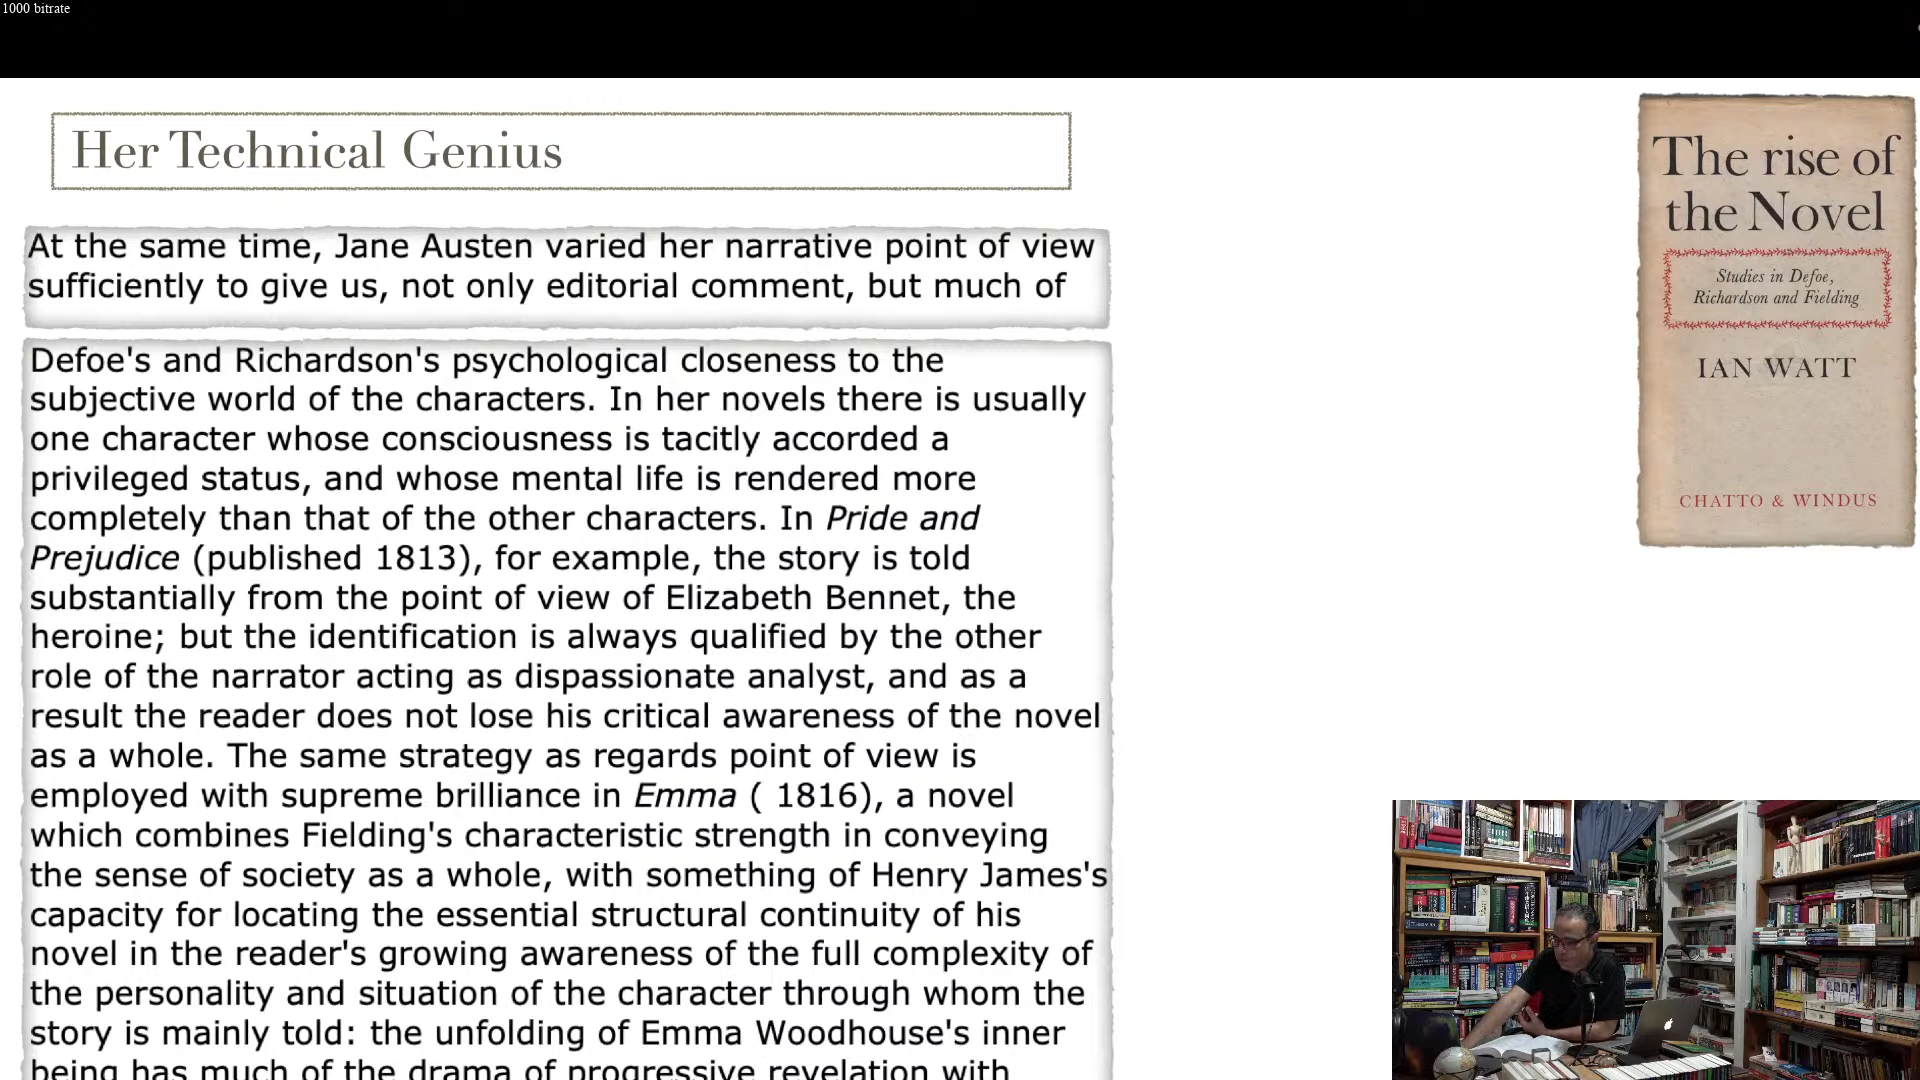 1000 bitrate
Her Technical Genius
At the same time, Jane Austen varied her narrative point of view
sufficiently to give us, not only editorial comment, but much of
Defoe's and Richardson's psychological closeness to the
subjective world of the characters. In her novels there is usually
one character whose consciousness is tacitly accorded a
privileged status, and whose mental life is rendered more
completely than that of the other characters. In Pride and
Prejudice (published 1813), for example, the story is told
substantially from the point of view of Elizabeth Bennet, the
heroine; but the identification is always qualified by the other
role of the narrator acting as dispassionate analyst, and as a
result the reader does not lose his critical awareness of the novel
as a whole. The same strategy as regards point of view is
employed with supreme brilliance in Emma ( 1816), a novel
which combines Fielding's characteristic strength in conveying
the sense of society as a whole, with something of Henry James's
capacity for locating the essential structural continuity of his
novel in the reader's growing awareness of the full complexity of
the personality and situation of the character through whom the
story is mainly told: the unfolding of Emma Woodhouse's inner
being has much of the drama of progressive revelation with
The rise of
the Novel
Studies in Defoe,
Richardson and Fielding
IAN WATT
CHATTO & WINDUS